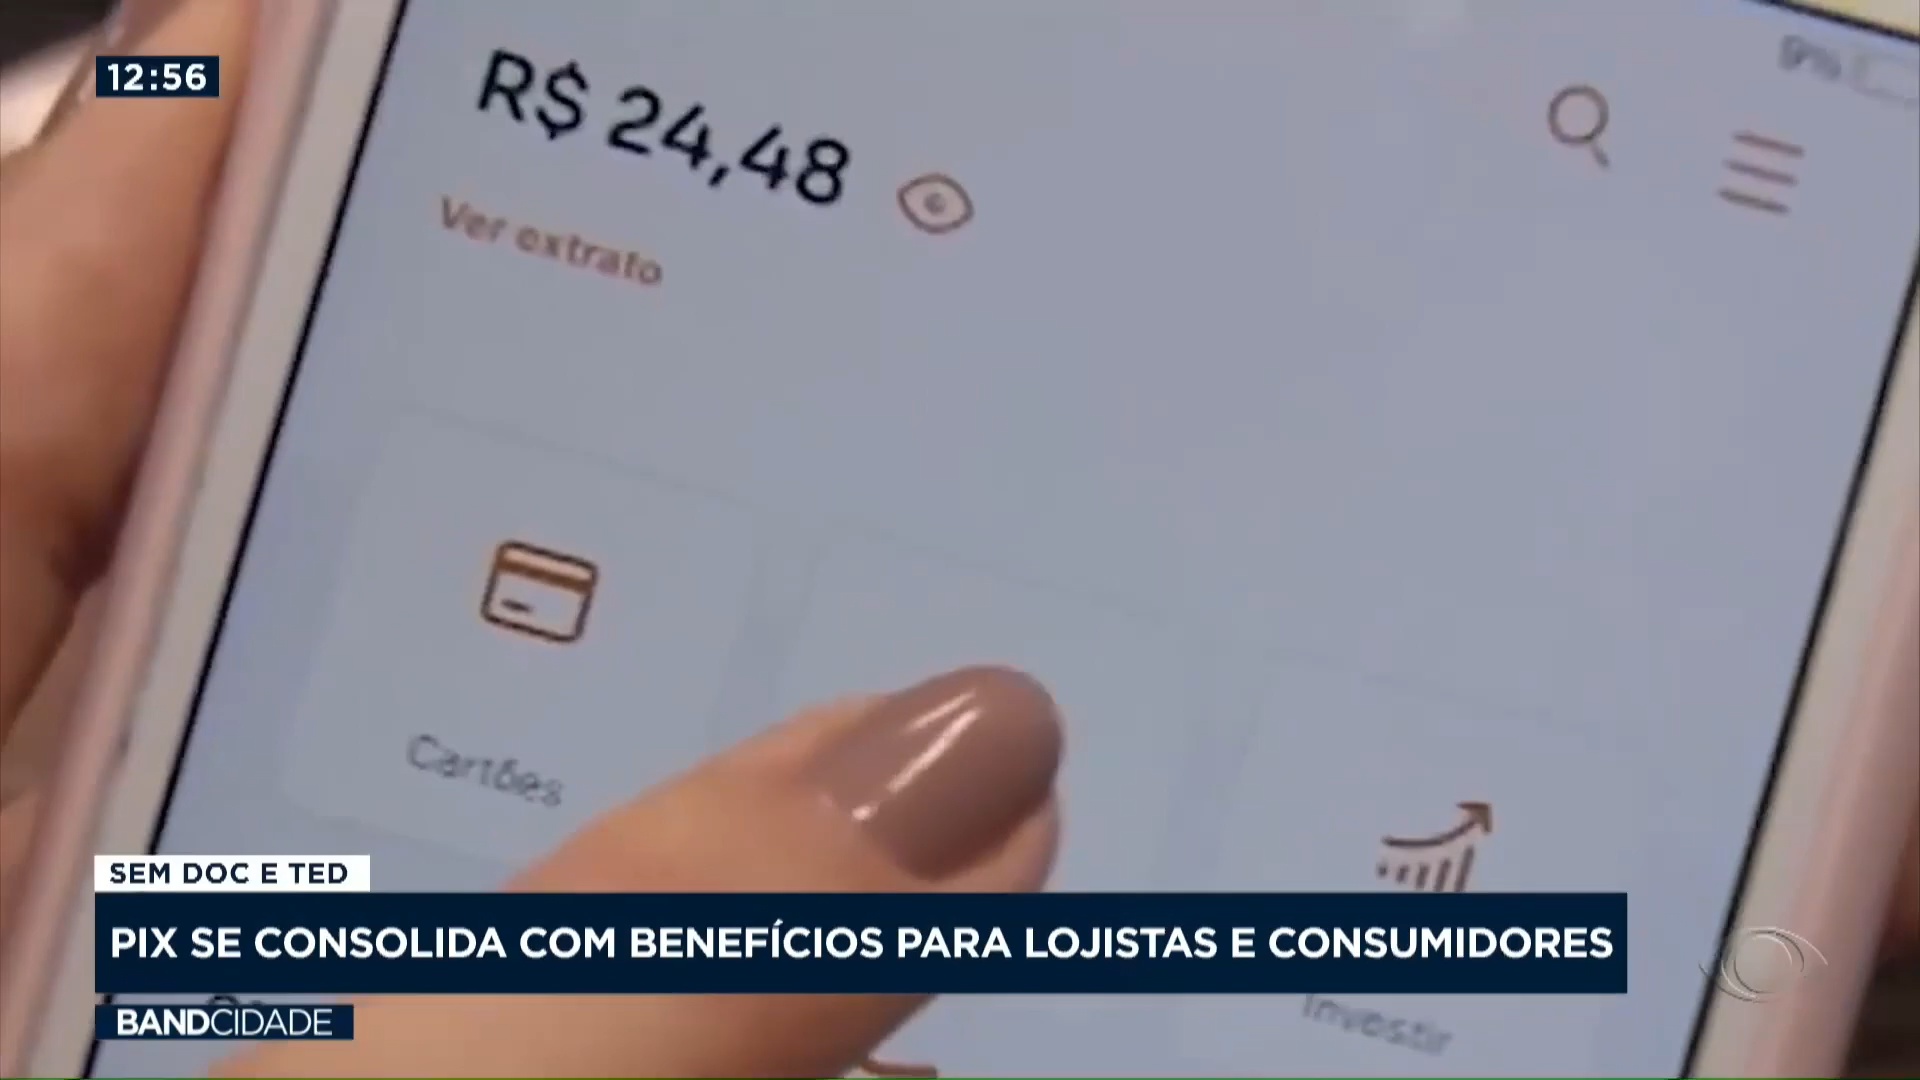 12:56
R$ 24,48
9%
Ver extrato
Cartões
SEM DOC E TED
PIX SE CONSOLIDA COM BENEFÍCIOS PARA LOJISTAS E CONSUMIDORES
Investir
BANDCIDADE